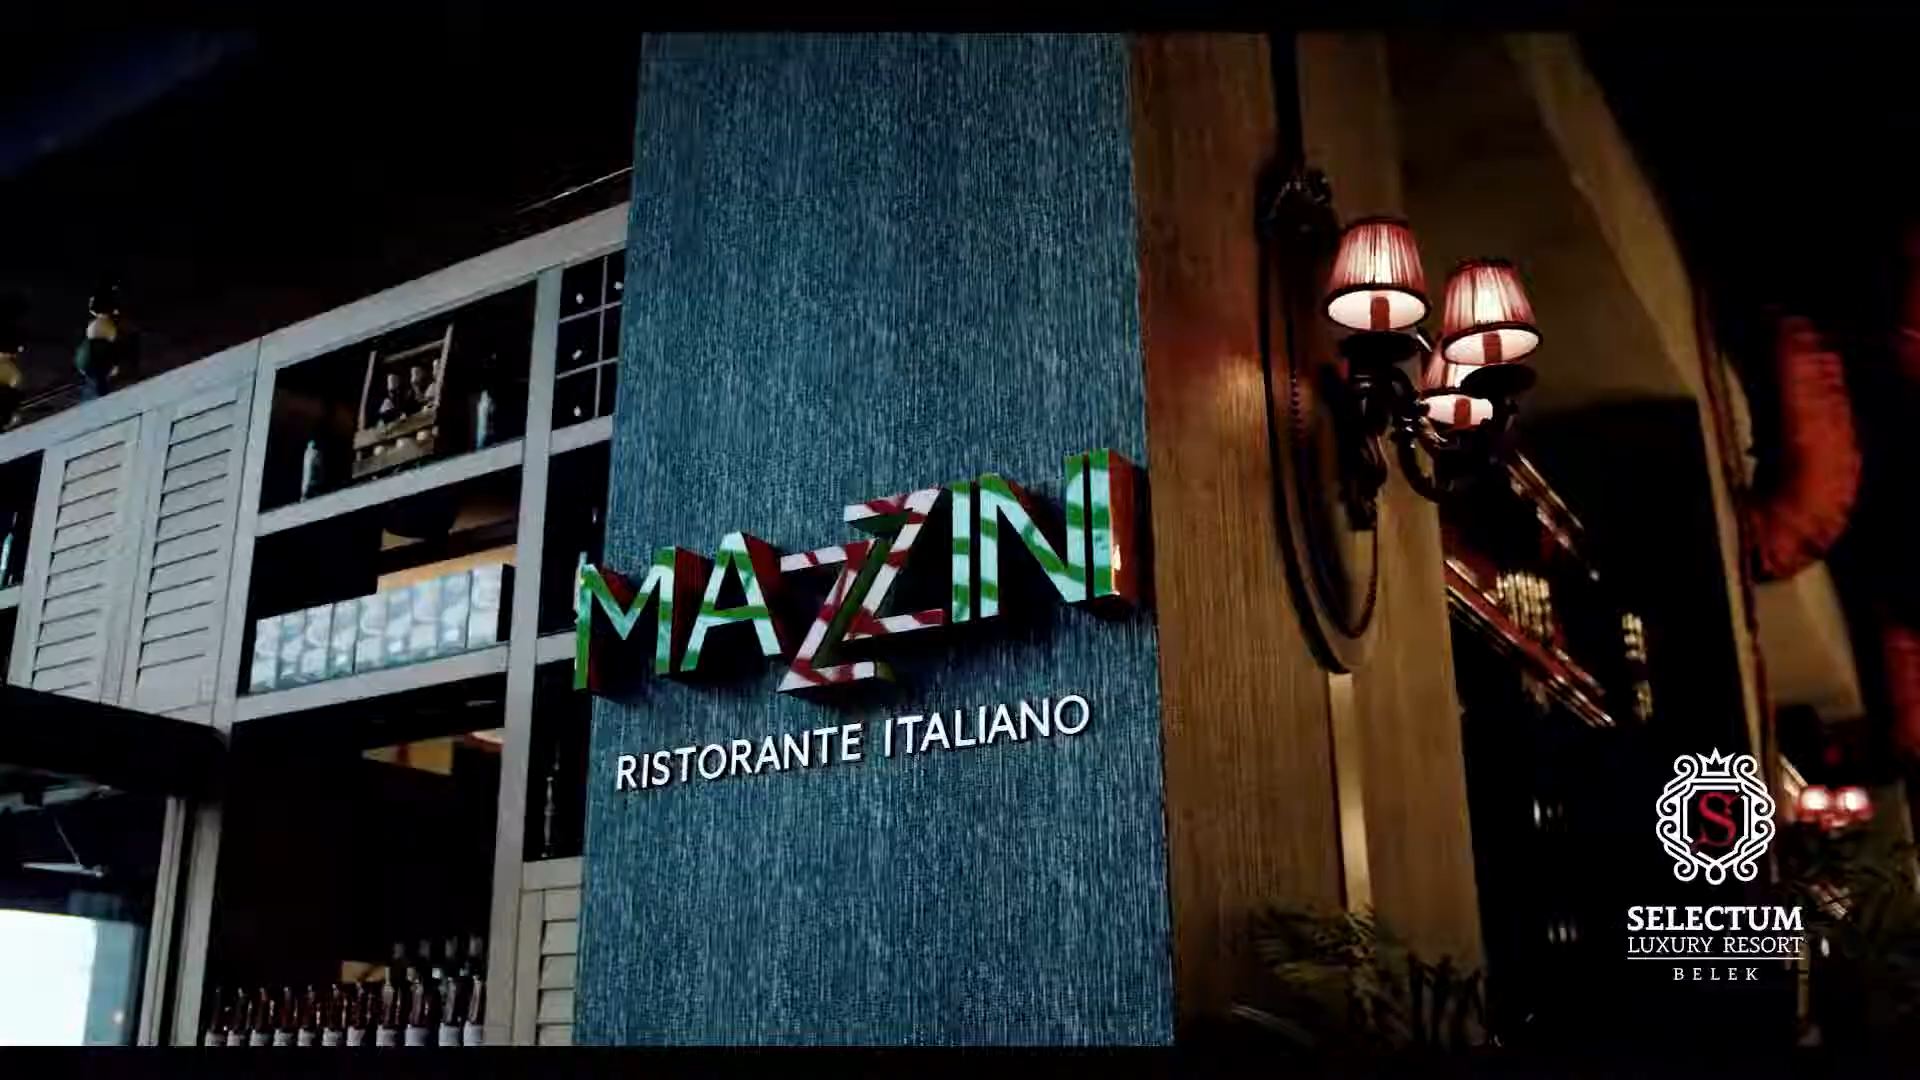 MAZZINI
RISTORANTE ITALIANO
S
SELECTUM
LUXURY RESORT
BELEK